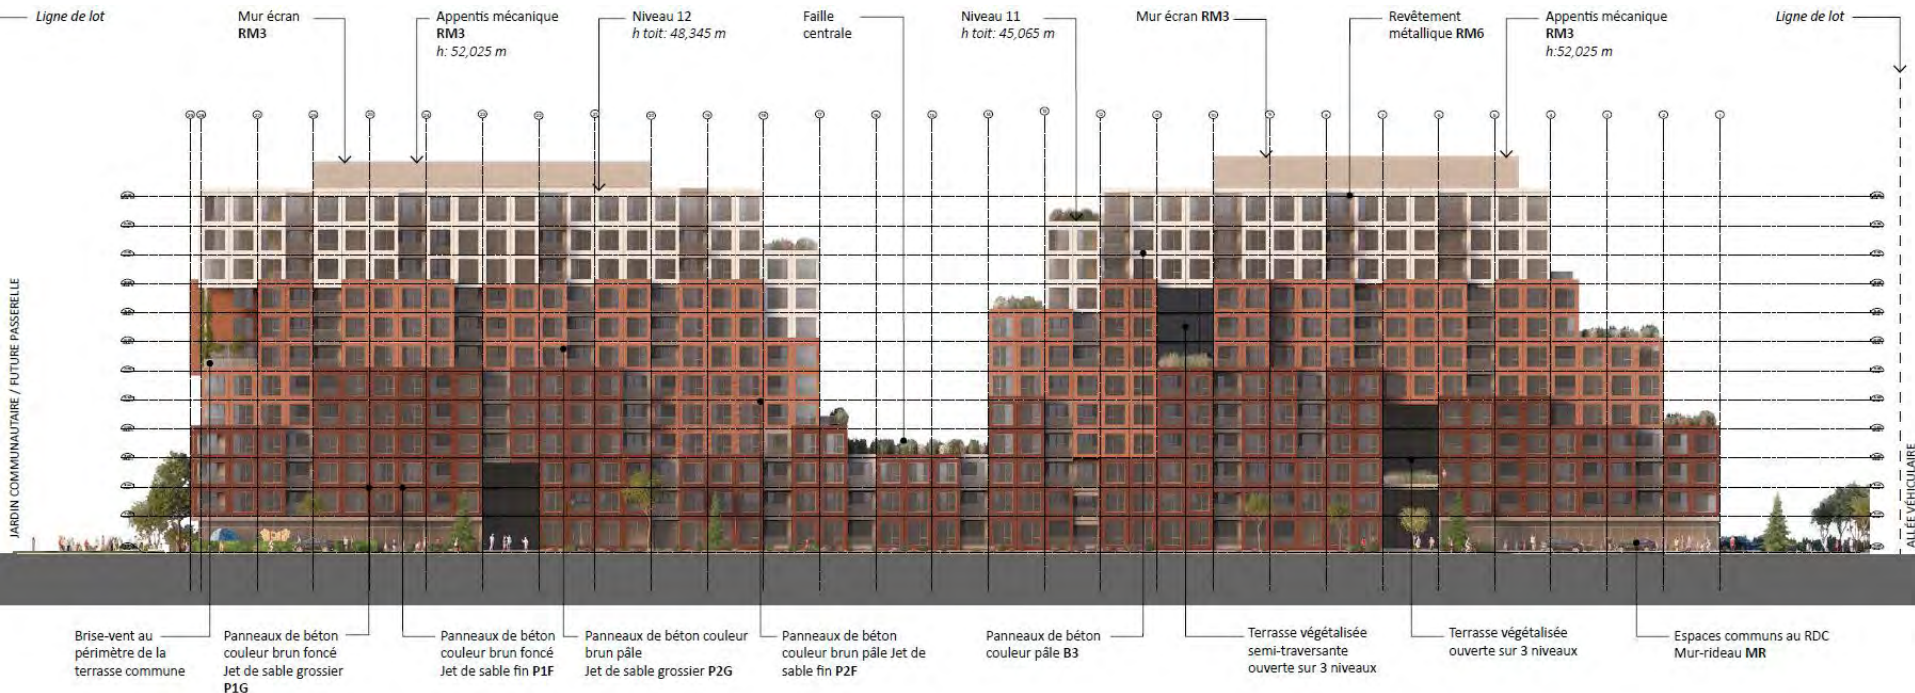 Ligne de lot
Mur écran
RM3
Appentis mécanique
RM3
h: 52,025 m
Niveau 12
h toit: 48,345 m
Faille
centrale
Niveau 11
h toit: 45,065 m
Mur écran RM3
Revêtement
métallique RM6
Appentis mécanique
RM3
h:52,025 m
Ligne de lot
JARDIN COMMUNAUTAIRE / FUTURE PASSERELLE
ALLÉE VÉHICULAIRE
Brise-vent au
périmètre de la
terrasse commune
Panneaux de béton
couleur brun foncé
Jet de sable grossier
P1G
Panneaux de béton
couleur brun foncé
Jet de sable fin P1F
Panneaux de béton couleur
brun pâle
Jet de sable grossier P2G
Panneaux de béton
couleur brun pâle Jet de
sable fin P2F
Panneaux de béton
couleur pâle B3
Terrasse végétalisée
semi-traversante
ouverte sur 3 niveaux
Terrasse végétalisée
ouverte sur 3 niveaux
Espaces communs au RDC
Mur-rideau MR